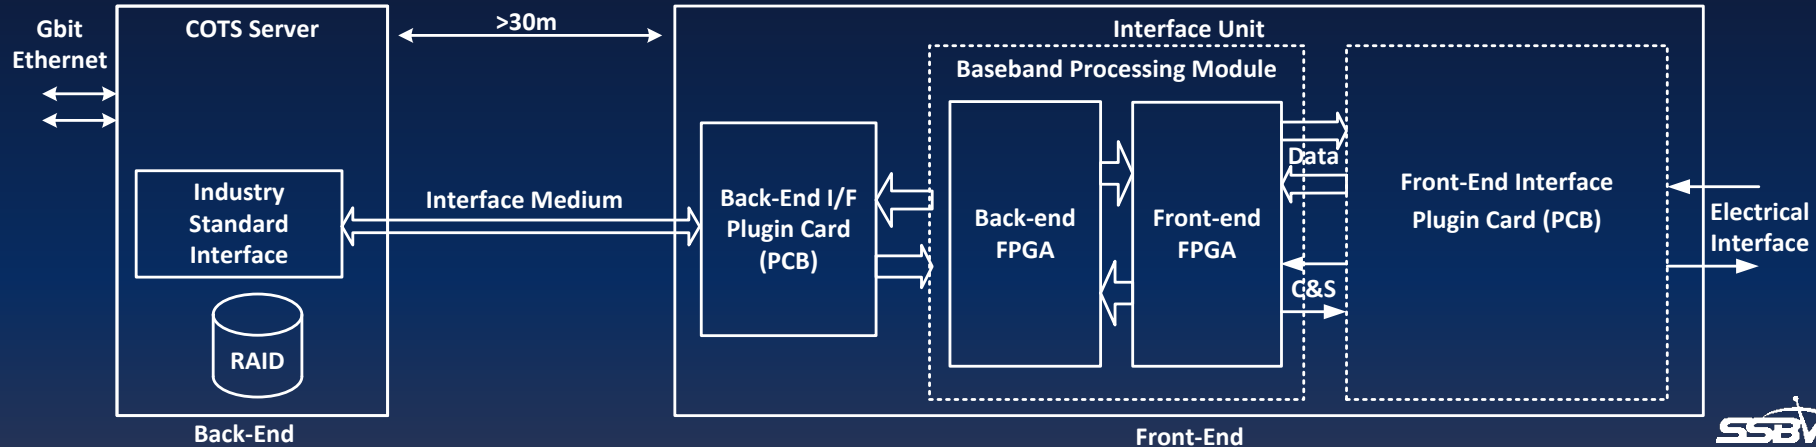 Gbit
Ethernet
COTS Server
>30m
Interface Unit
Baseband Processing Module
Industry
Standard
Interface
Interface Medium
Back-End I/F
Plugin Card
(PCB)
Back-end
FPGA
Front-end
FPGA
Data
C&S
Front-End Interface
Plugin Card (PCB)
Electrical
Interface
RAID
Back-End
Front-End
SSBV